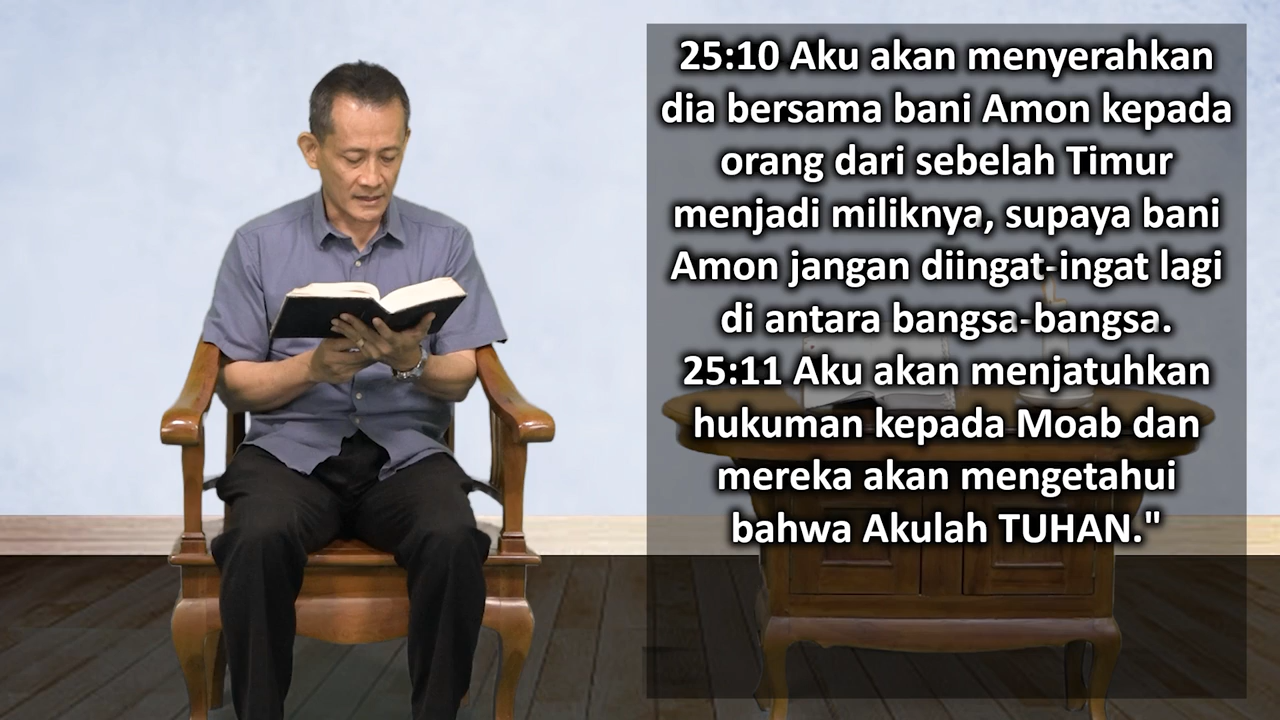 25:10 Aku akan menyerahkan
dia bersama bani Amon kepada
orang dari sebelah Timur
menjadi miliknya, supaya bani
Amon jangan diingat-ingat lagi
di antara bangsa-bangsa.
25:11 Aku akan menjatuhkan
hukuman kepada Moab dan
mereka akan mengetahui
bahwa Akulah TUHAN."